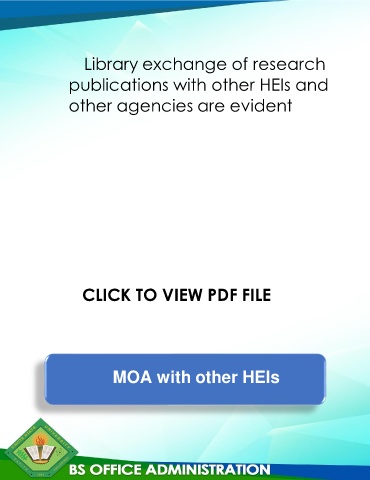 Library exchange of research
publications with other HEIs and
other agencies are evident
CLICK TO VIEW PDF FILE
MOA with other HEIs
BS OFFICE ADMINISTRATION